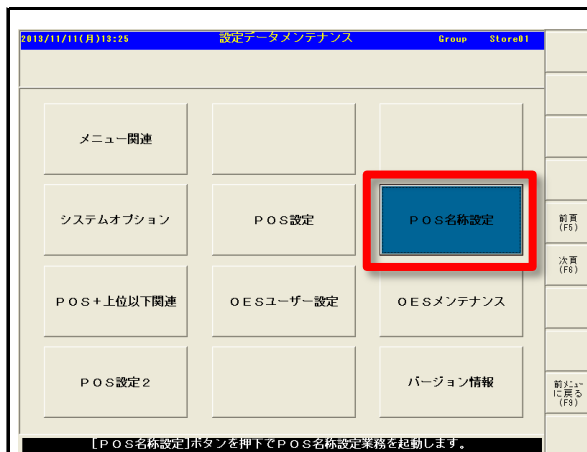 2013/11/11(月)13:25 設定データメンテナンス Group Store01
メニュー関連
システムオプション POS設定 POS名称設定
前頁
(F5)
次頁
(F6)
POS+上位以下関連 OESユーザー設定 OESメンテナンス
POS設定2 バージョン情報
前メニュー
に戻る
(F9)
[POS名称設定]ボタンを押下でPOS名称設定業務を起動します。